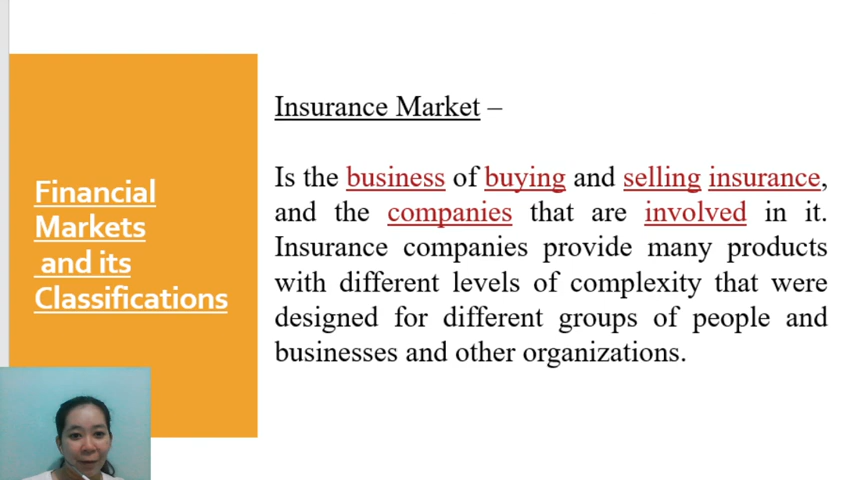 Financial
Markets
and its
Classifications
Insurance Market –
Is the business of buying and selling insurance,
and the companies that are involved in it.
Insurance companies provide many products
with different levels of complexity that were
designed for different groups of people and
businesses and other organizations.